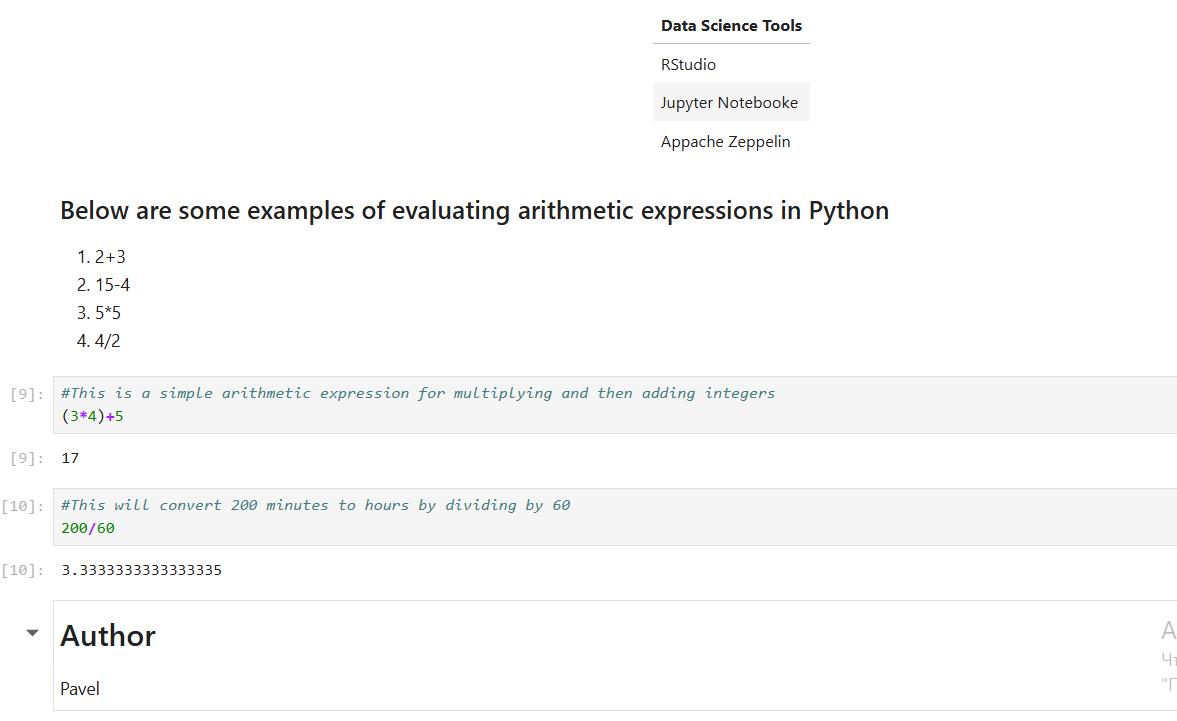 Data Science Tools
RStudio
Jupyter Notebooke
Appache Zeppelin
Below are some examples of evaluating arithmetic expressions in Python
1. 2+3
2. 15-4
3. 5*5
4. 4/2
[9]: #This is a simple arithmetic expression for multiplying and then adding integers
(3*4)+5
[9]: 17
[10]: #This will convert 200 minutes to hours by dividing by 60
200/60
[10]: 3.3333333333333335
Author
Pavel